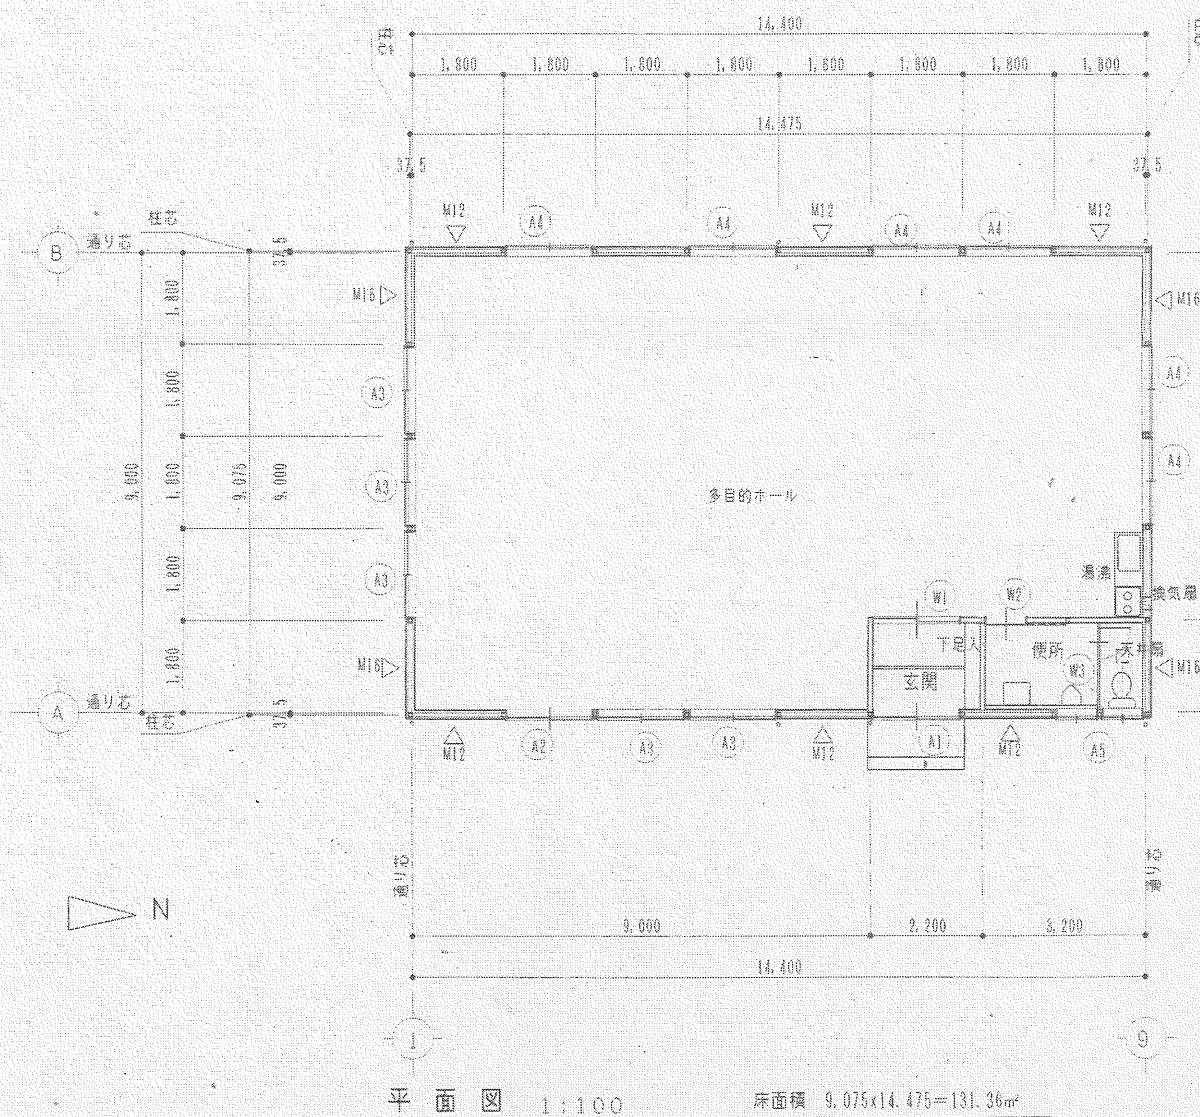 14,400
1,800 1,800 1,800 1,800 1,800 1,800 1,800 1,800
14,475
37.5 37.5
M12 A4 A4 M12 A4 A4 M12
柱芯
通り芯
B
37.5
M16 M16
1,800
A3 A4
1,800
A3 A4
9,000 1,800 9,075 9,000
多目的ホール
A3
1,800
湯沸
換気扇
W1 W2
下足入 便所
W3
玄関
M16 M16
1,800
A
通り芯
柱芯
37.5
M12 A2 A3 A3 M12 A1 M12 A5
通り芯 通り芯
N
9,000 2,200 3,200
14,400
1 9
平面図 1:100
床面積 9.075x14.475=131.36㎡